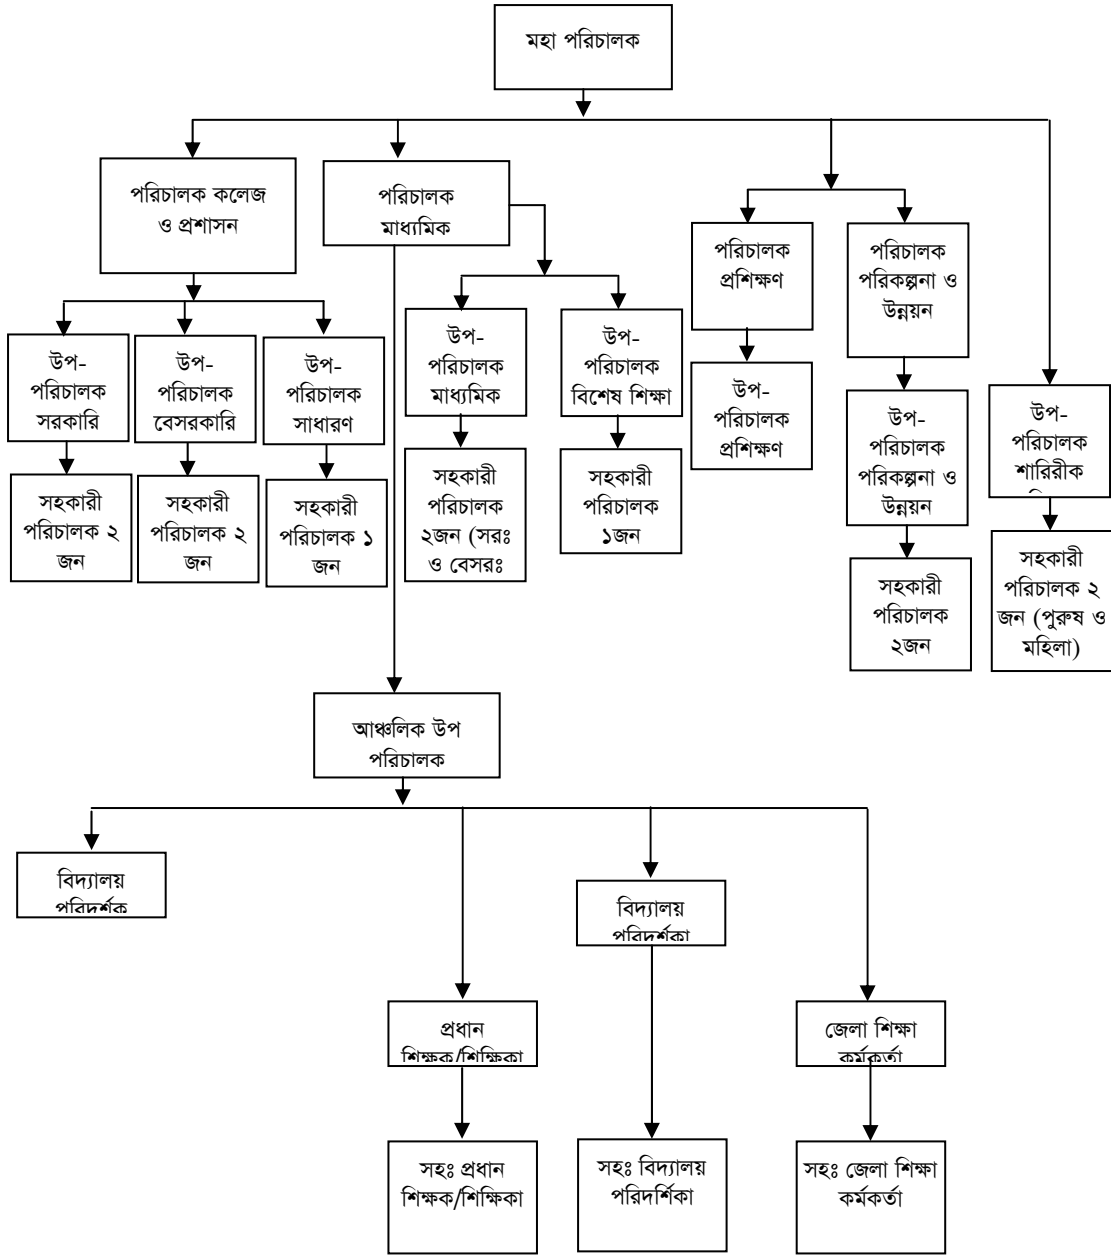 মহা পরিচালক
পরিচালক কলেজ
ও প্রশাসন
পরিচালক
মাধ্যমিক
পরিচালক
প্রশিক্ষণ
পরিচালক
পরিকল্পনা ও
উন্নয়ন
উপ-
পরিচালক
সরকারি
উপ-
পরিচালক
বেসরকারি
উপ-
পরিচালক
সাধারণ
উপ-
পরিচালক
মাধ্যমিক
উপ-
পরিচালক
বিশেষ শিক্ষা
উপ-
পরিচালক
প্রশিক্ষণ
উপ-
পরিচালক
পরিকল্পনা ও
উন্নয়ন
উপ-
পরিচালক
শারিরীক
সহকারী
পরিচালক ২
জন
সহকারী
পরিচালক ২
জন
সহকারী
পরিচালক ১
জন
সহকারী
পরিচালক
২জন (সরঃ
ও বেসরঃ
সহকারী
পরিচালক
১জন
সহকারী
পরিচালক
২জন
সহকারী
পরিচালক ২
জন (পুরুষ ও
মহিলা)
আঞ্চলিক উপ
পরিচালক
বিদ্যালয়
পরিদর্শক
বিদ্যালয়
পরিদর্শকা
প্রধান
শিক্ষক/শিক্ষিকা
জেলা শিক্ষা
কর্মকর্তা
সহঃ প্রধান
শিক্ষক/শিক্ষিকা
সহঃ বিদ্যালয়
পরিদর্শিকা
সহঃ জেলা শিক্ষা
কর্মকর্তা